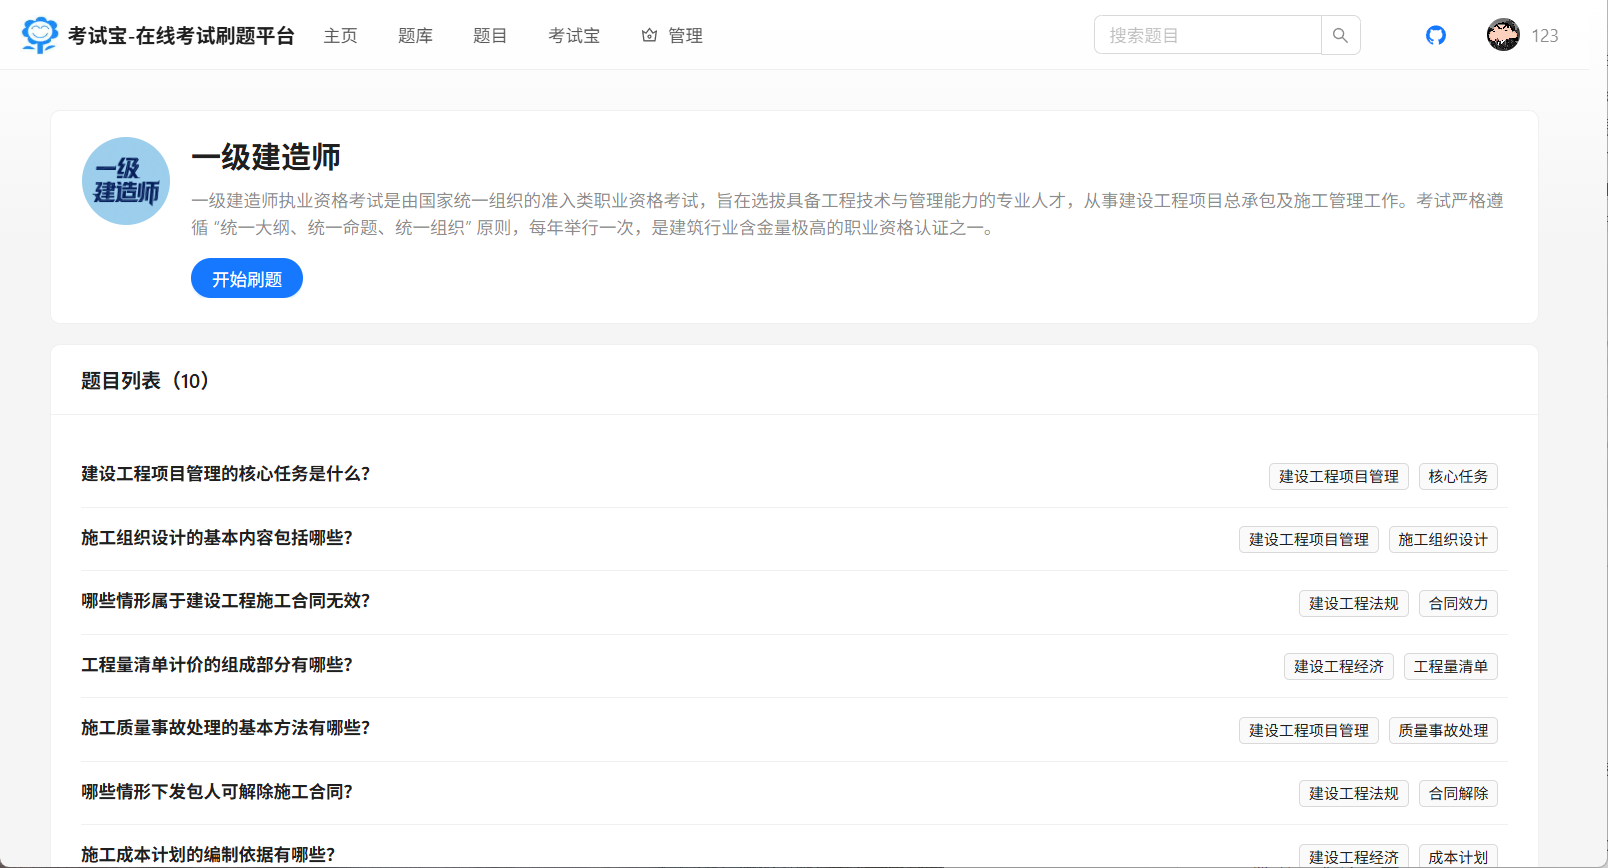 考试宝-在线考试刷题平台 主页 题库 题目 考试宝 管理 搜索题目 123
一级
建造师
一级建造师
一级建造师执业资格考试是由国家统一组织的准入类职业资格考试，旨在选拔具备工程技术与管理能力的专业人才，从事建设工程项目总承包及施工管理工作。考试严格遵
循 “统一大纲、统一命题、统一组织” 原则，每年举行一次，是建筑行业含金量极高的职业资格认证之一。
开始刷题
题目列表（10）
建设工程项目管理的核心任务是什么？ 建设工程项目管理 核心任务
施工组织设计的基本内容包括哪些？ 建设工程项目管理 施工组织设计
哪些情形属于建设工程施工合同无效？ 建设工程法规 合同效力
工程量清单计价的组成部分有哪些？ 建设工程经济 工程量清单
施工质量事故处理的基本方法有哪些？ 建设工程项目管理 质量事故处理
哪些情形下发包人可解除施工合同？ 建设工程法规 合同解除
施工成本计划的编制依据有哪些？ 建设工程经济 成本计划